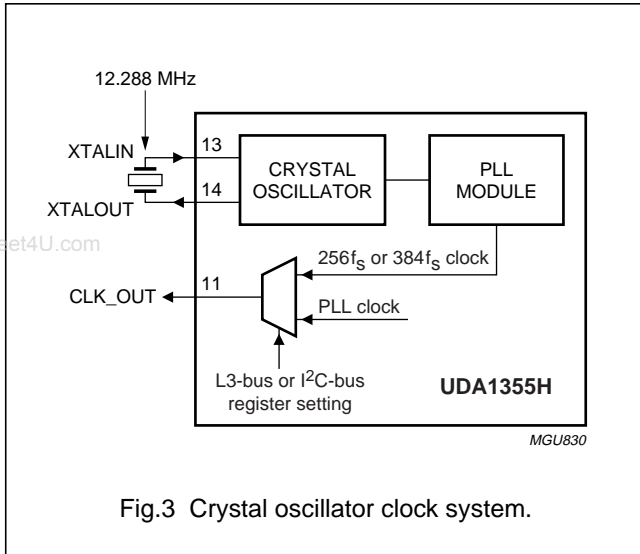 12.288 MHz
XTALIN
13
CRYSTAL
OSCILLATOR
PLL
MODULE
14
XTALOUT
et4U.com
256fS or 384fS clock
CLK_OUT
11
PLL clock
L3-bus or I2C-bus
register setting
UDA1355H
MGU830
Fig.3 Crystal oscillator clock system.